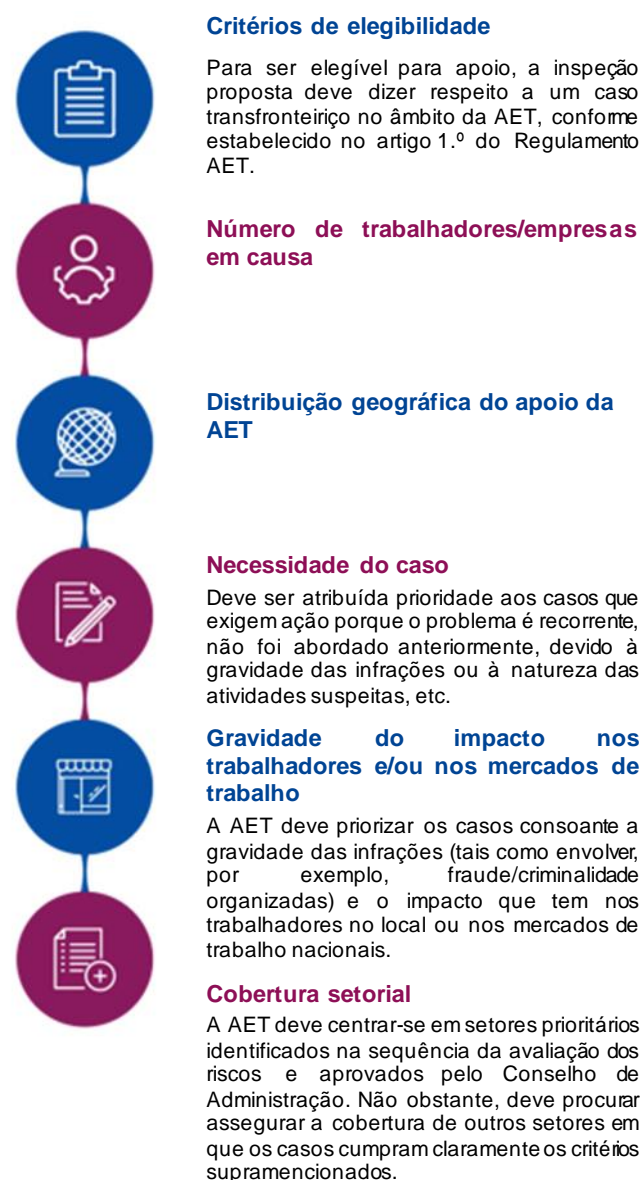 Critérios de elegibilidade
Para ser elegível para apoio, a inspeção
proposta deve dizer respeito a um caso
transfronteiriço no âmbito da AET, conforme
estabelecido no artigo 1.º do Regulamento
AET.
Número de trabalhadores/empresas
em causa
Distribuição geográfica do apoio da
AET
Necessidade do caso
Deve ser atribuída prioridade aos casos que
exigem ação porque o problema é recorrente,
não foi abordado anteriormente, devido à
gravidade das infrações ou à natureza das
atividades suspeitas, etc.
Gravidade do impacto nos
trabalhadores e/ou nos mercados de
trabalho
A AET deve priorizar os casos consoante a
gravidade das infrações (tais como envolver,
por exemplo, fraude/criminalidade
organizadas) e o impacto que tem nos
trabalhadores no local ou nos mercados de
trabalho nacionais.
Cobertura setorial
A AET deve centrar-se em setores prioritários
identificados na sequência da avaliação dos
riscos e aprovados pelo Conselho de
Administração. Não obstante, deve procurar
assegurar a cobertura de outros setores em
que os casos cumpram claramente os critérios
supramencionados.